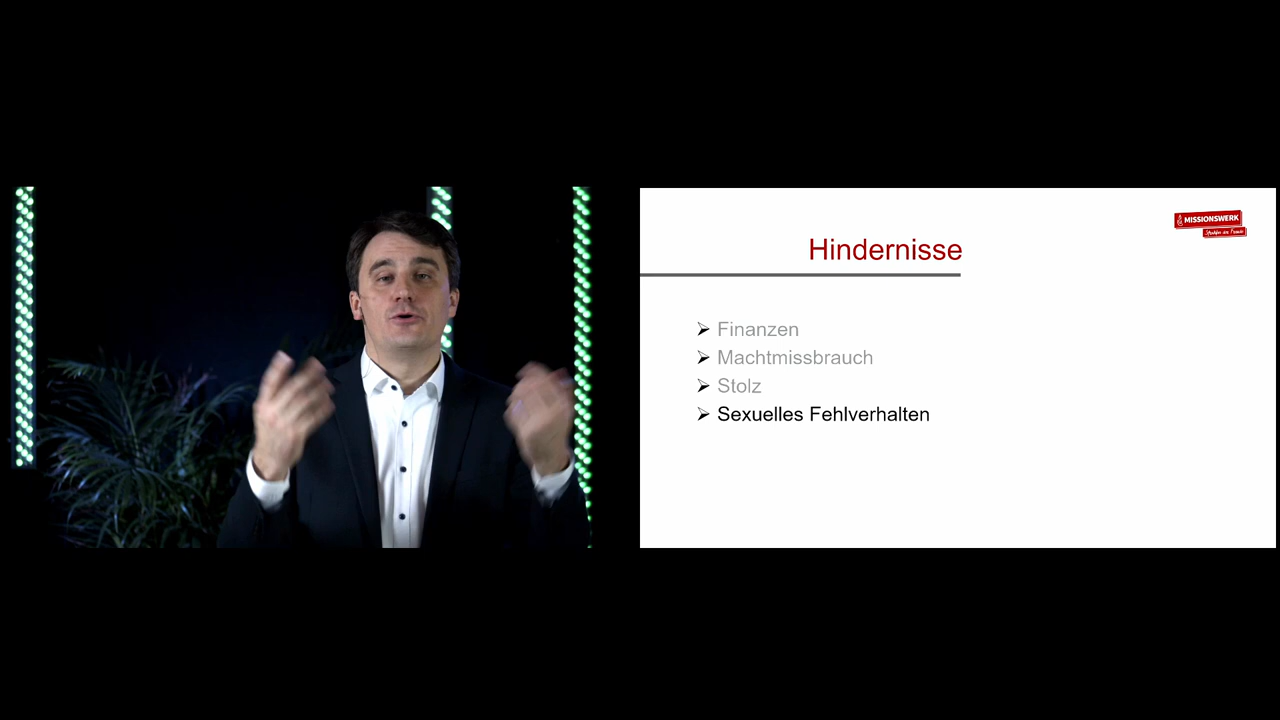 MISSIONSWERK
Hindernisse
Finanzen
Machtmissbrauch
Stolz
Sexuelles Fehlverhalten